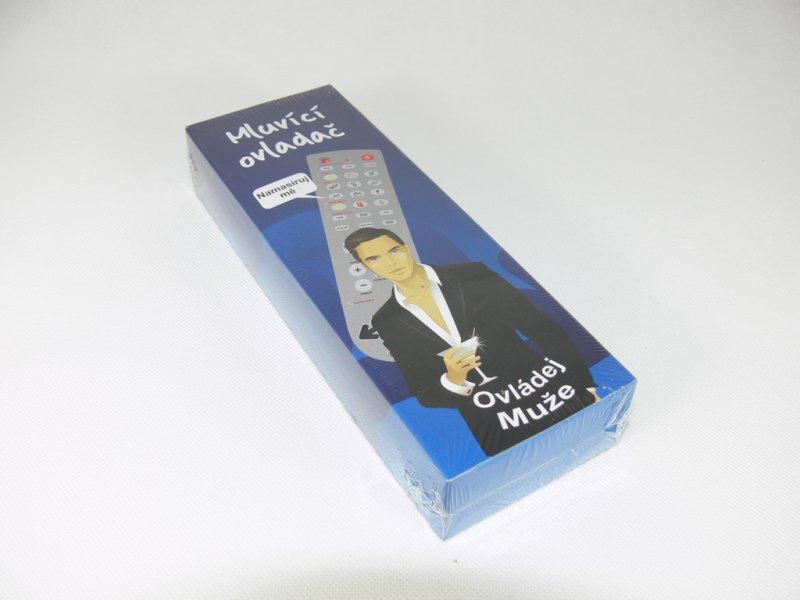 Mluvící
ovladač
Namasíruj
mě
Ovládej
Muže